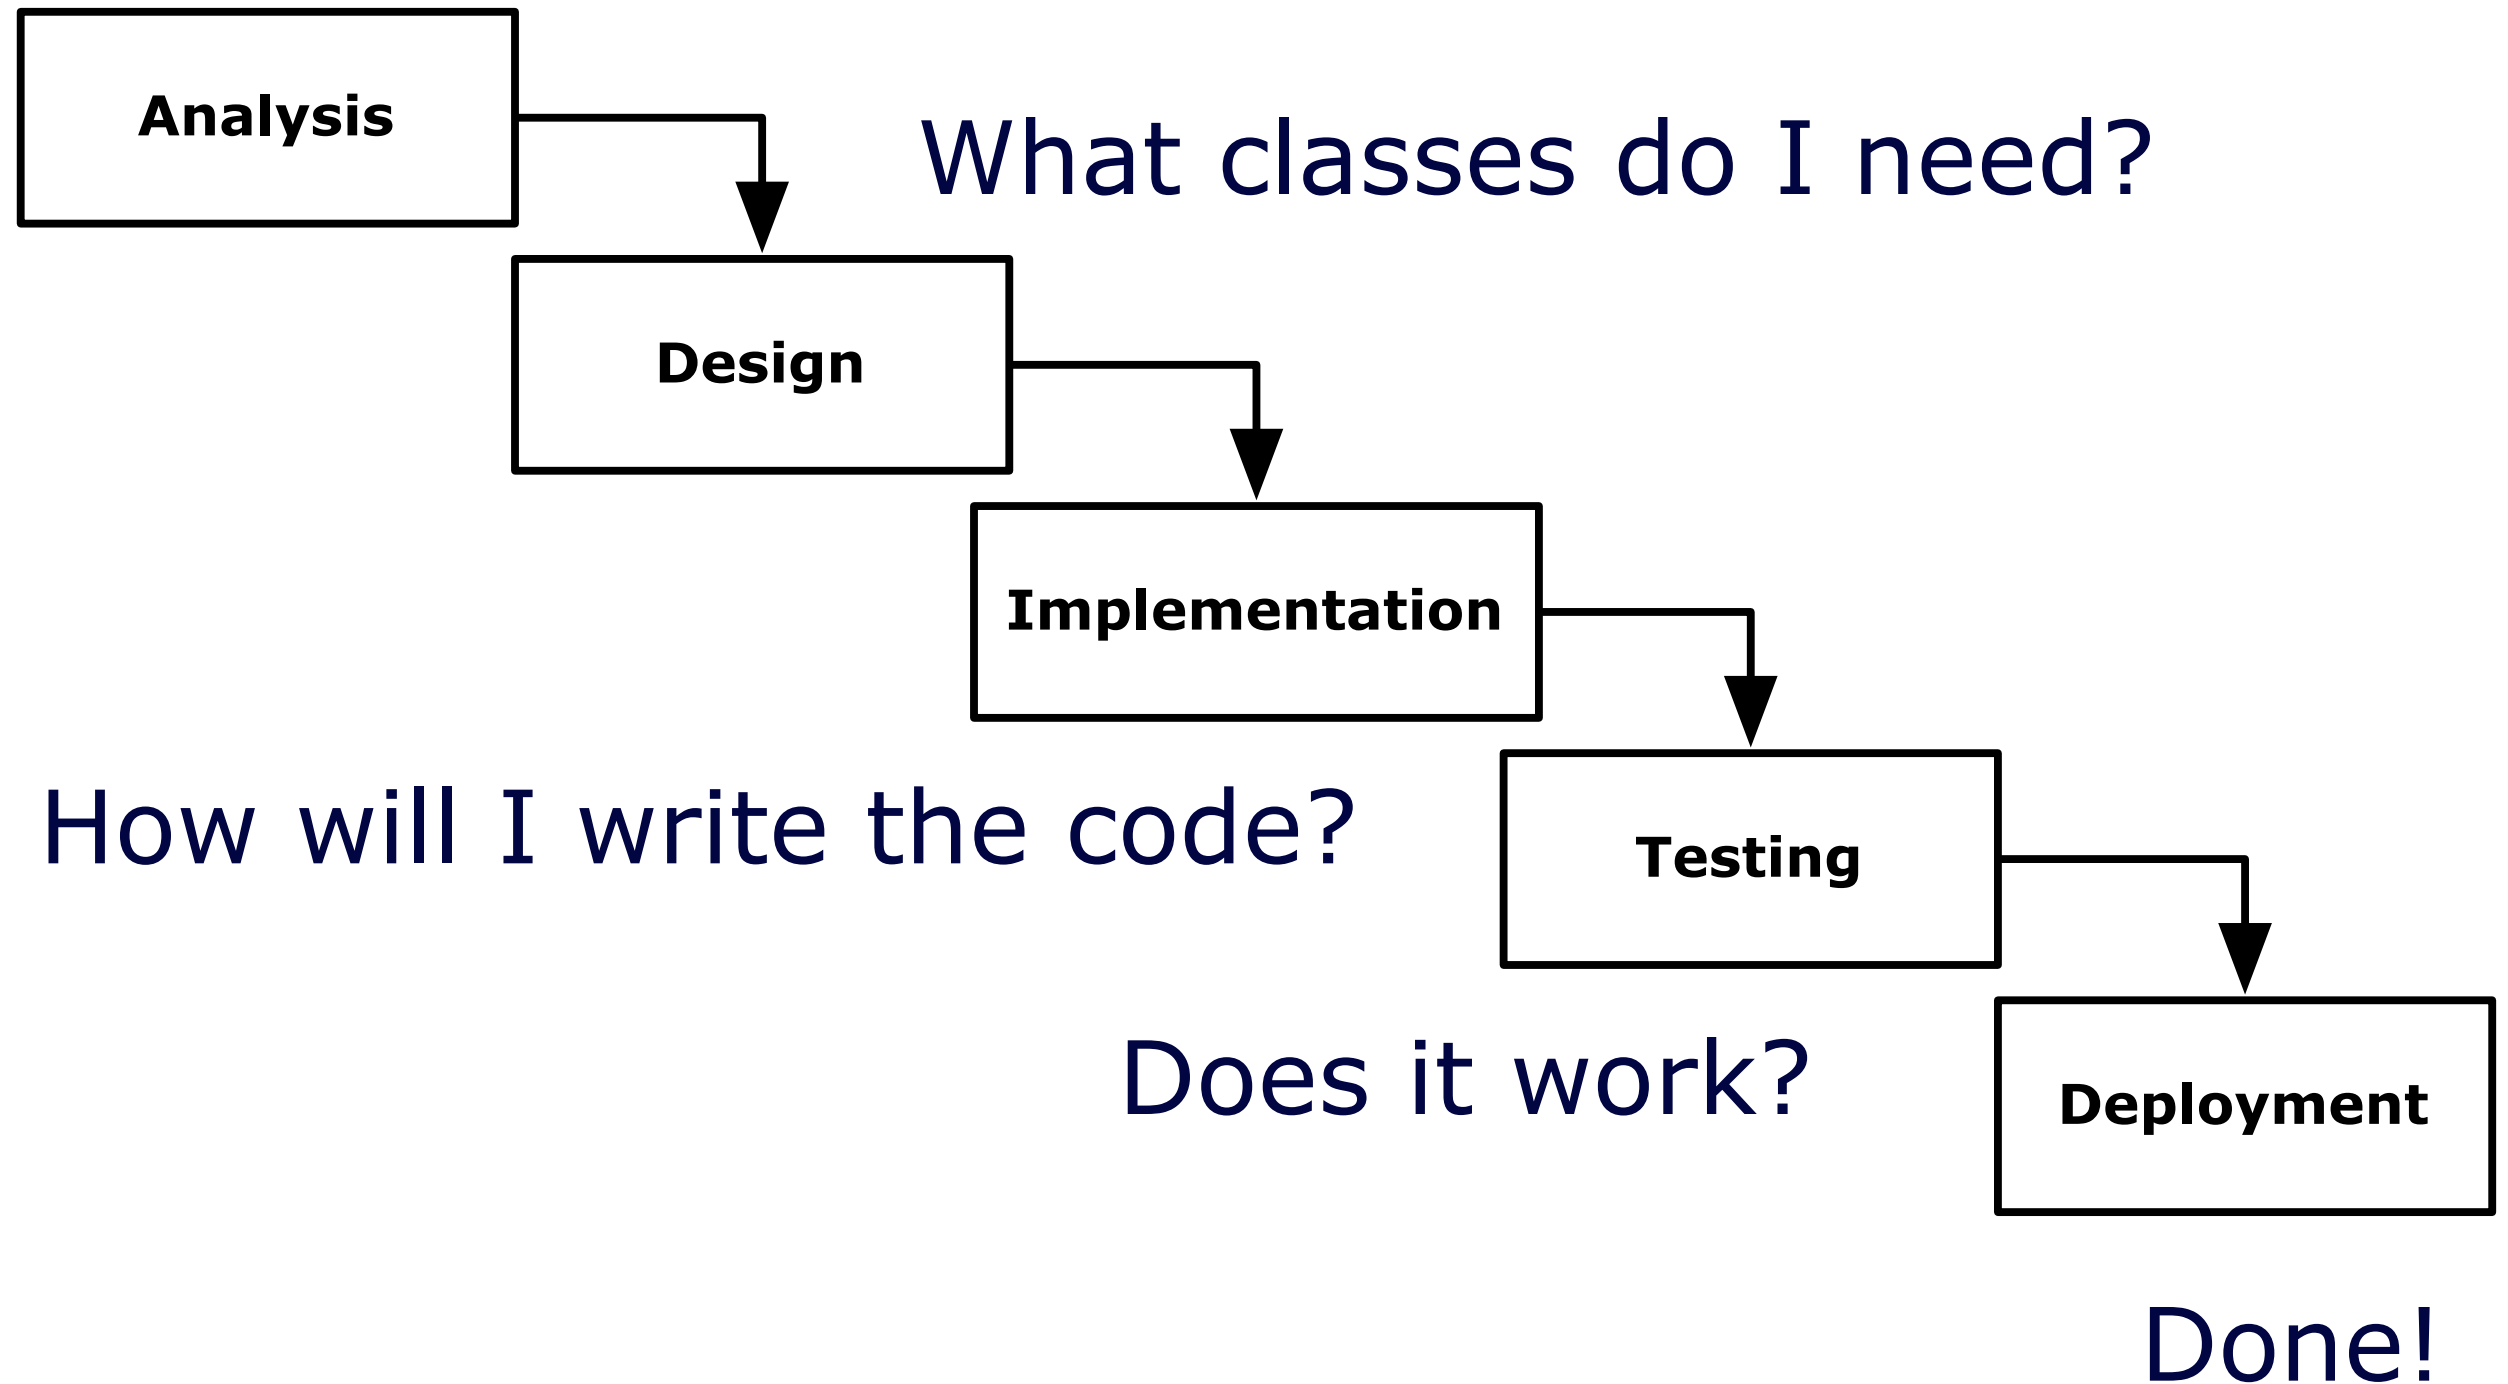 Analysis
What classes do I need?
Design
Implementation
How will I write the code?
Testing
Does it work?
Deployment
Done!